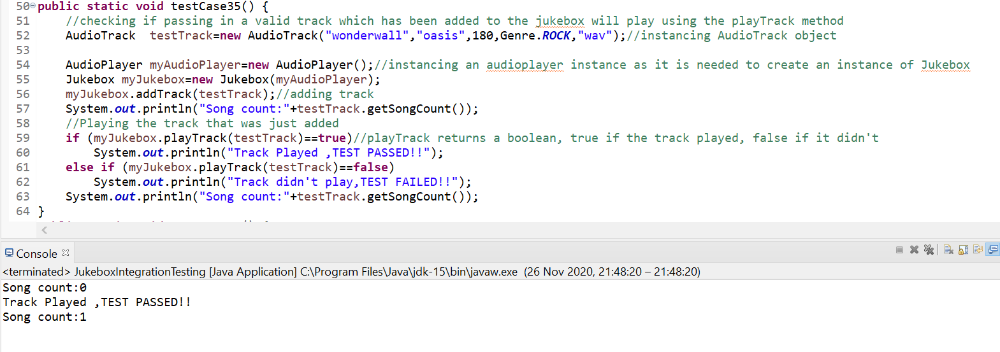 50 public static void testCase35() {
51 //checking if passing in a valid track which has been added to the jukebox will play using the playTrack method
52 AudioTrack  testTrack=new AudioTrack("wonderwall","oasis",180,Genre.ROCK,"wav");//instancing AudioTrack object
53
54 AudioPlayer myAudioPlayer=new AudioPlayer();//instancing an audioplayer instance as it is needed to create an instance of Jukebox
55 Jukebox myJukebox=new Jukebox(myAudioPlayer);
56 myJukebox.addTrack(testTrack);//adding track
57 System.out.println("Song count:"+testTrack.getSongCount());
58 //Playing the track that was just added
59 if (myJukebox.playTrack(testTrack)==true)//playTrack returns a boolean, true if the track played, false if it didn't
60 System.out.println("Track Played ,TEST PASSED!!");
61 else if (myJukebox.playTrack(testTrack)==false)
62 System.out.println("Track didn't play,TEST FAILED!!");
63 System.out.println("Song count:"+testTrack.getSongCount());
64 }
Console
<terminated> JukeboxIntegrationTesting [Java Application] C:\Program Files\Java\jdk-15\bin\javaw.exe (26 Nov 2020, 21:48:20 – 21:48:20)
Song count:0
Track Played ,TEST PASSED!!
Song count:1